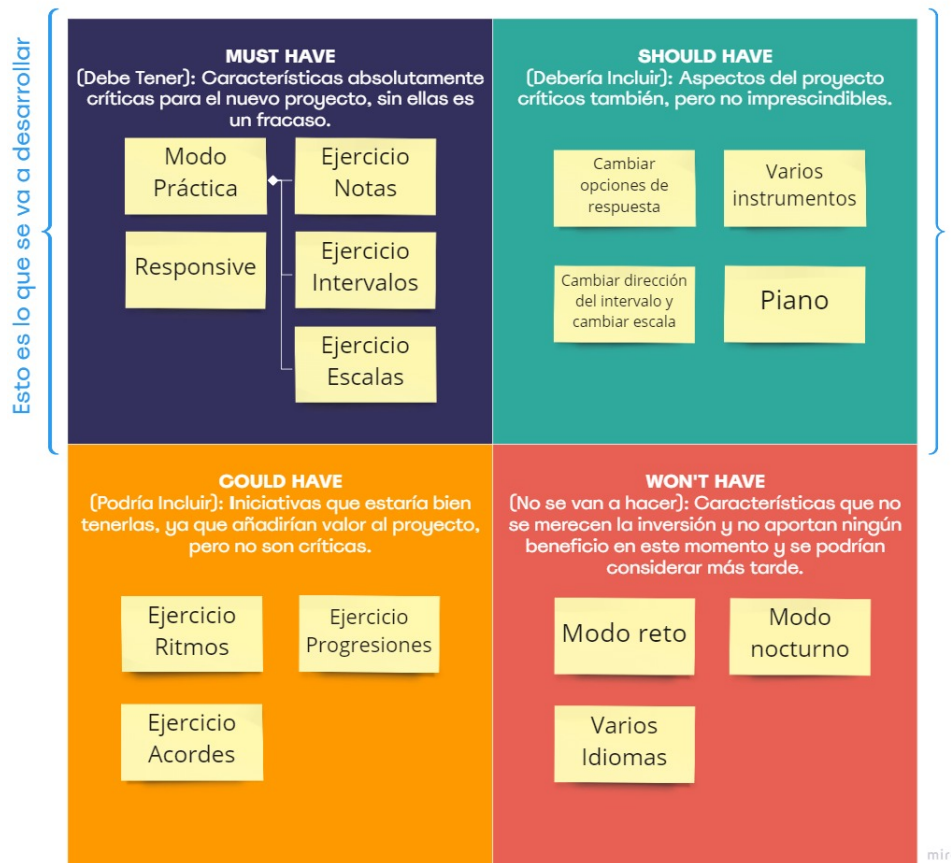 Esto es lo que se va a desarrollar
MUST HAVE
(Debe Tener): Características absolutamente
críticas para el nuevo proyecto, sin ellas es
un fracaso.
Modo
Práctica
Ejercicio
Notas
Responsive
Ejercicio
Intervalos
Ejercicio
Escalas
SHOULD HAVE
(Debería Incluir): Aspectos del proyecto
críticos también, pero no imprescindibles.
Cambiar
opciones de
respuesta
Varios
instrumentos
Cambiar dirección
del intervalo y
cambiar escala
Piano
COULD HAVE
(Podría Incluir): Iniciativas que estaría bien
tenerlas, ya que añadirían valor al proyecto,
pero no son críticas.
Ejercicio
Ritmos
Ejercicio
Progresiones
Ejercicio
Acordes
WON'T HAVE
(No se van a hacer): Características que no
se merecen la inversión y no aportan ningún
beneficio en este momento y se podrían
considerar más tarde.
Modo reto
Modo
nocturno
Varios
Idiomas
mir